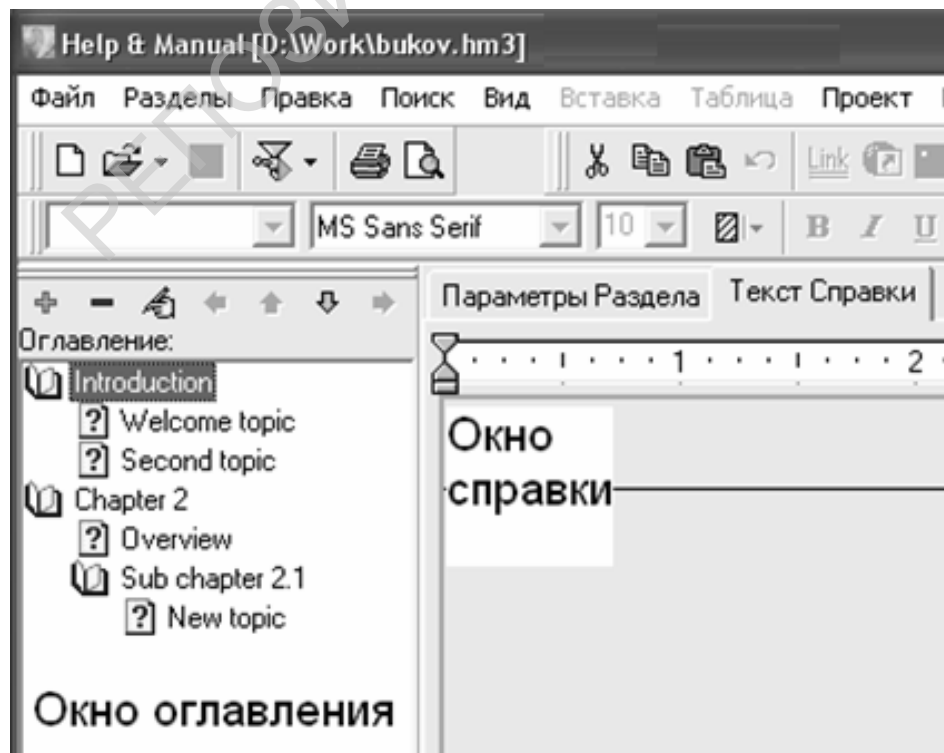 Help & Manual [D:\Work\bukov.hm3]
Файл Разделы Правка Поиск Вид Вставка Таблица Проект
Link
MS Sans Serif 10 B I U
Параметры Раздела Текст Справки
Оглавление:
1 2
Introduction
Welcome topic
Second topic
Chapter 2
Overview
Sub chapter 2.1
New topic
Окно оглавления
Окно
справки